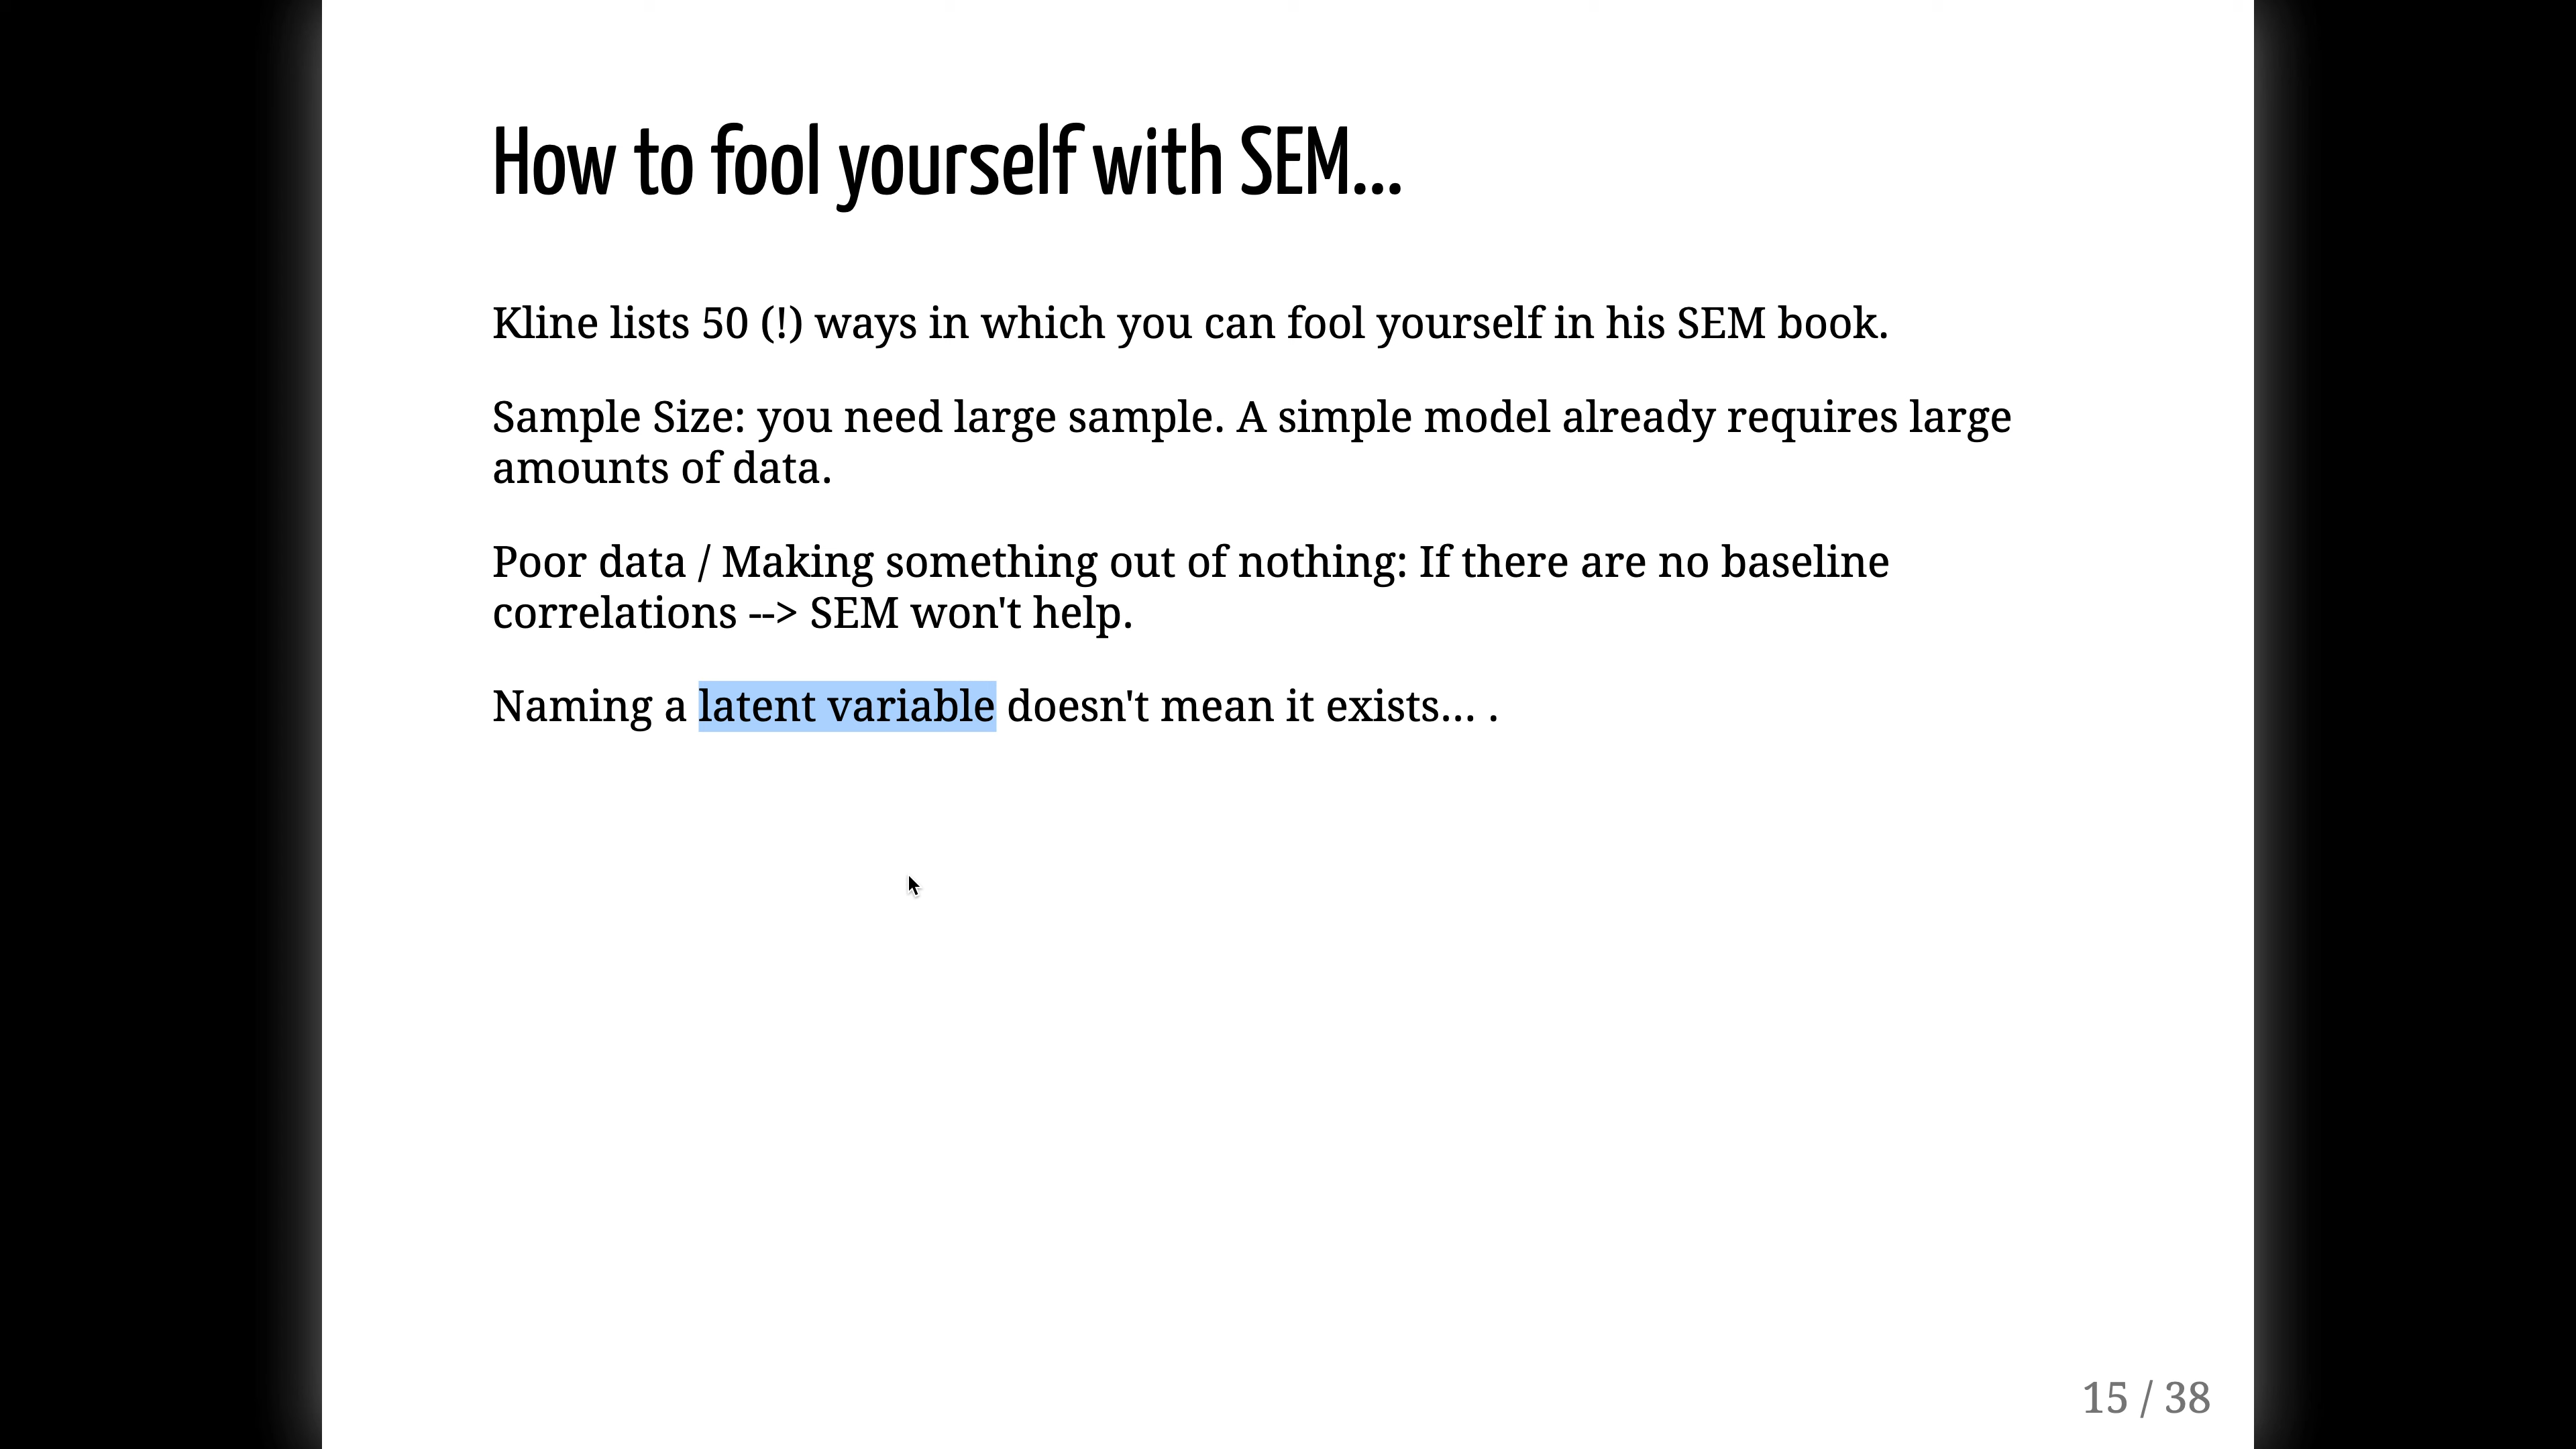 How to fool yourself with SEM...
Kline lists 50 (!) ways in which you can fool yourself in his SEM book.
Sample Size: you need large sample. A simple model already requires large
amounts of data.
Poor data / Making something out of nothing: If there are no baseline
correlations --> SEM won't help.
Naming a latent variable doesn't mean it exists... .
15 / 38